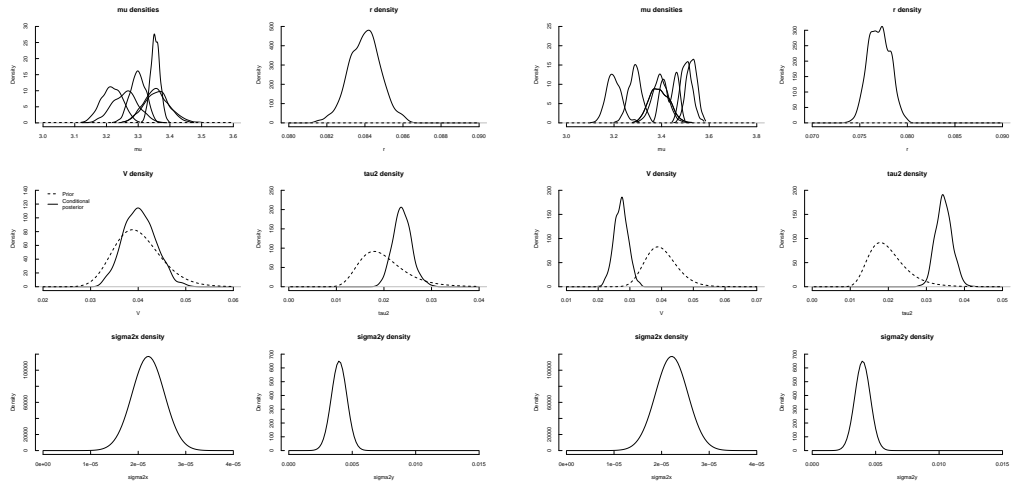 mu densities
Density
0 5 10 15 20 25 30
3.0 3.1 3.2 3.3 3.4 3.5 3.6
mu
r density
Density
0 100 200 300 400 500 600
0.080 0.082 0.084 0.086 0.088 0.090
r
mu densities
Density
0 5 10 15 20 25
3.0 3.2 3.4 3.6 3.8
mu
r density
Density
0 50 100 150 200 250 300
0.070 0.075 0.080 0.085 0.090
r
V density
Density
0 20 40 60 80 100 120 140
Prior
Conditional
posterior
0.02 0.03 0.04 0.05 0.06
V
tau2 density
Density
0 50 100 150 200 250
0.00 0.01 0.02 0.03 0.04
tau2
V density
Density
0 50 100 150 200
0.01 0.02 0.03 0.04 0.05 0.06 0.07
V
tau2 density
Density
0 50 100 150 200
0.00 0.01 0.02 0.03 0.04 0.05
tau2
sigma2x density
Density
0 20000 60000 100000
0e+00 1e-05 2e-05 3e-05 4e-05
sigma2x
sigma2y density
Density
0 100 200 300 400 500 600 700
0.000 0.005 0.010 0.015
sigma2y
sigma2x density
Density
0 20000 60000 100000
0e+00 1e-05 2e-05 3e-05 4e-05
sigma2x
sigma2y density
Density
0 100 200 300 400 500 600 700
0.000 0.005 0.010 0.015
sigma2y